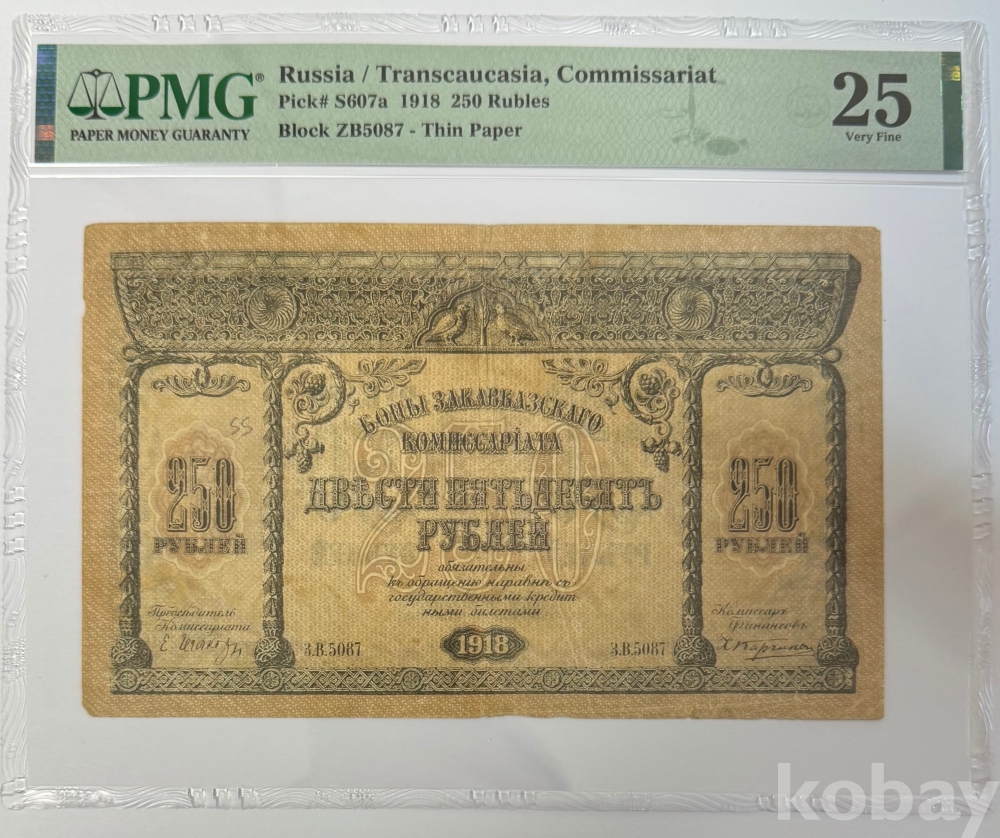 PMG®
PAPER MONEY GUARANTY
Russia / Transcaucasia, Commissariat
Pick# S607a 1918 250 Rubles
Block ZB5087 - Thin Paper
25
Very Fine
БОНЫ ЗАКАВКАЗСКАГО
КОМИССАРІАТА
250
ДВѢСТИ ПЯТЬДЕСЯТЪ
РУБЛЕЙ
обязательны
къ обращенію наравнѣ съ
государственными кредит-
ными билетами
55
250
РУБЛЕЙ
250
РУБЛЕЙ
Предсѣдатель
Комиссаріата
Комиссаръ
Финансовъ
З.В.5087
1918
З.В.5087
kobay